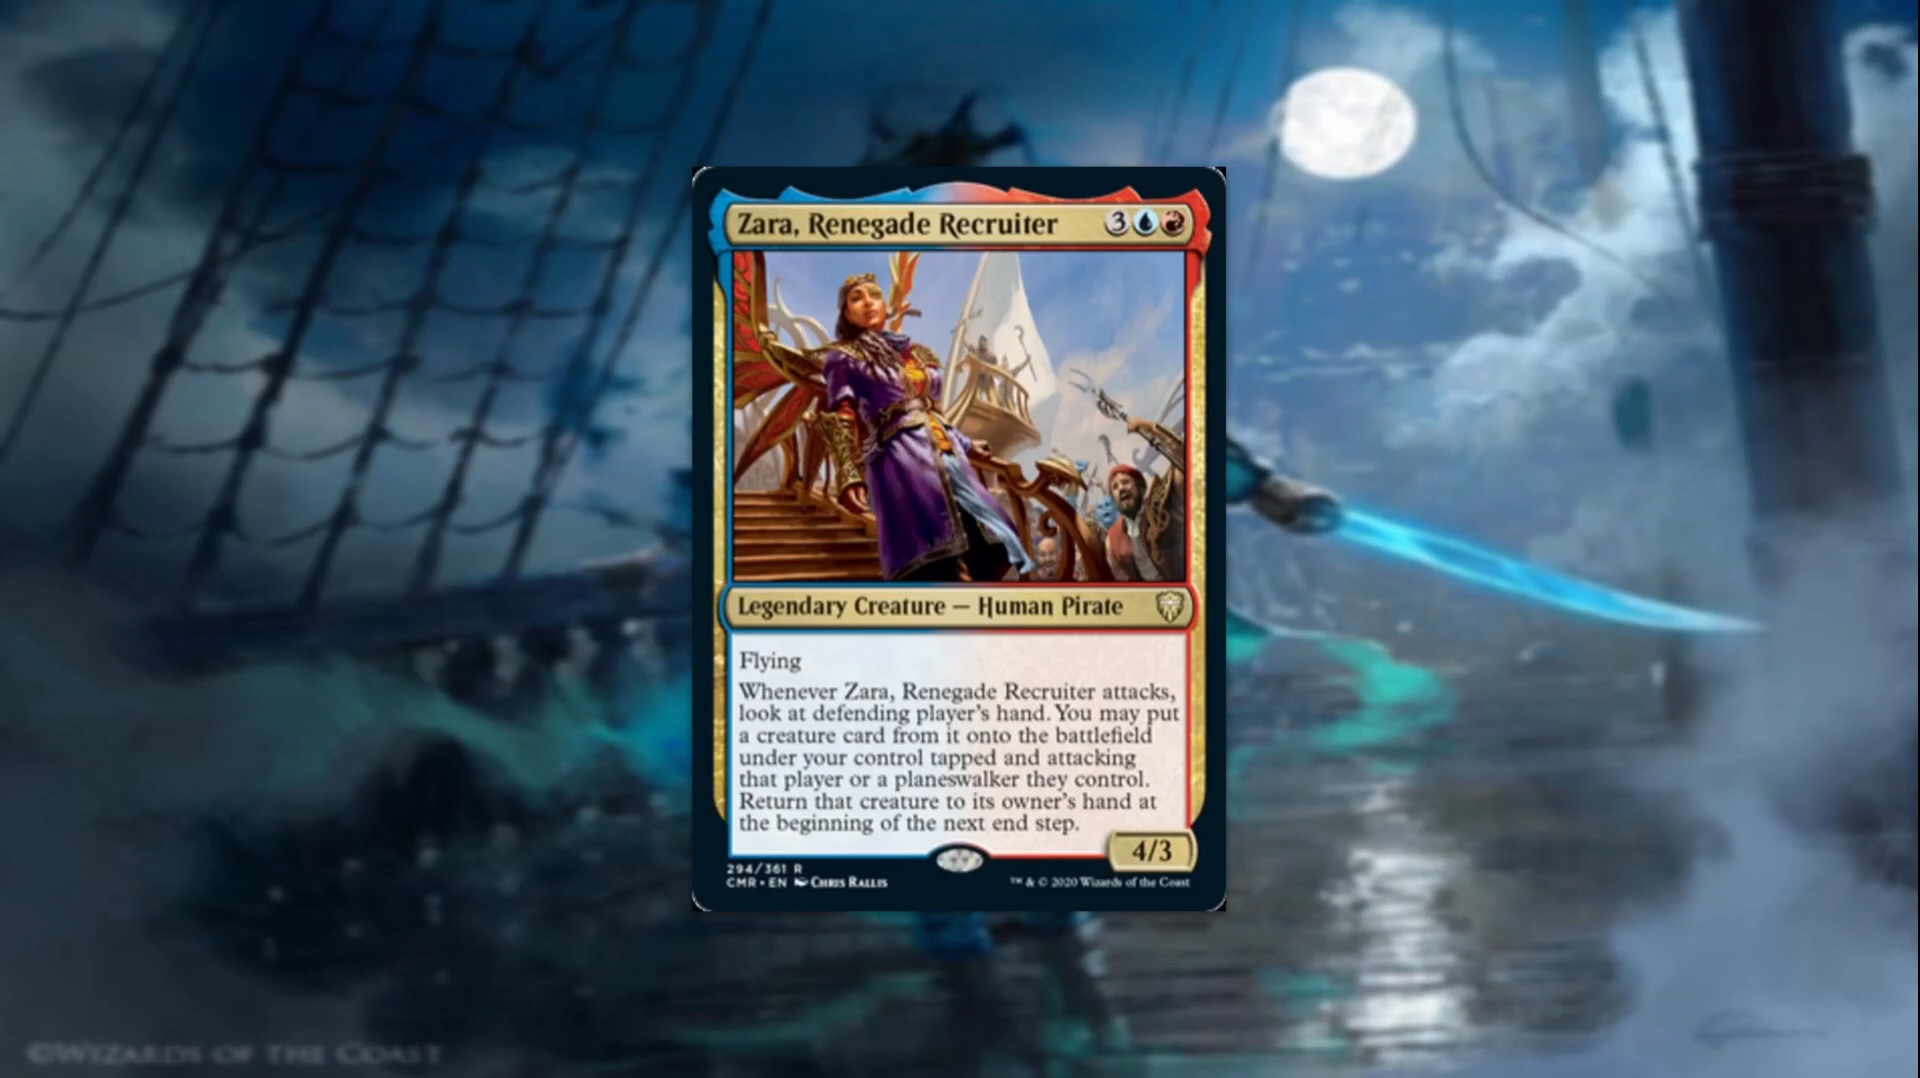 Zara, Renegade Recruiter 3
Legendary Creature — Human Pirate
Flying
Whenever Zara, Renegade Recruiter attacks,
look at defending player's hand. You may put
a creature card from it onto the battlefield
under your control tapped and attacking
that player or a planeswalker they control.
Return that creature to its owner's hand at
the beginning of the next end step.
4/3
294/361 R
CMR • EN Chris Rallis
™ & © 2020 Wizards of the Coast
©Wizards of the Coast